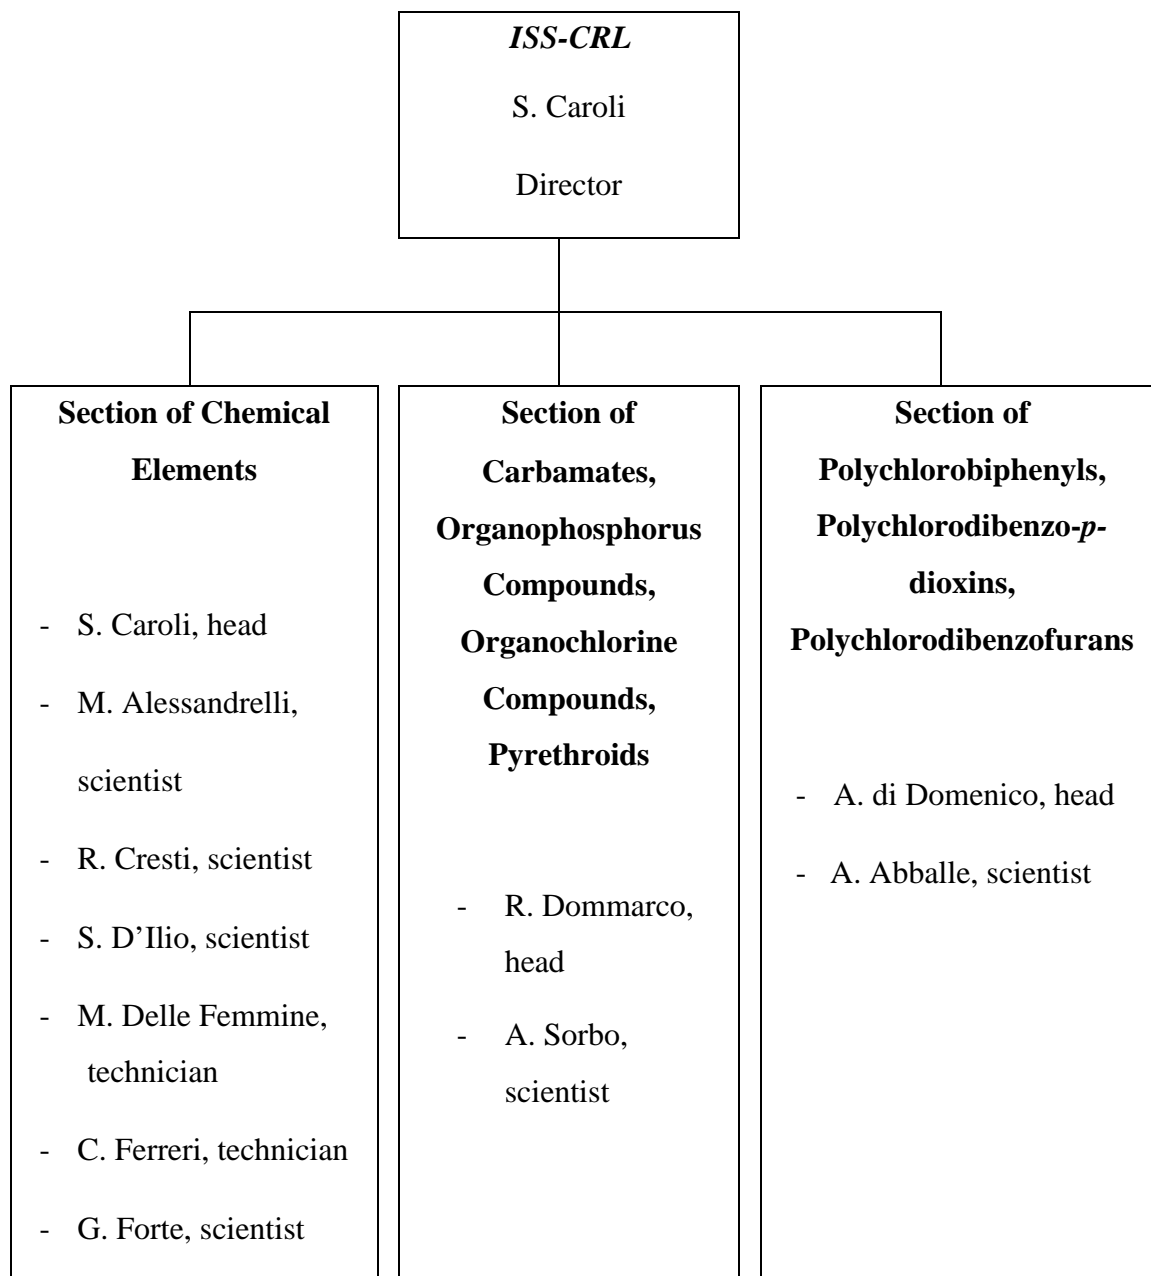 ISS-CRL
S. Caroli
Director
Section of Chemical
Elements
- S. Caroli, head
- M. Alessandrelli,
scientist
- R. Cresti, scientist
- S. D’Ilio, scientist
- M. Delle Femmine,
technician
- C. Ferreri, technician
- G. Forte, scientist
Section of
Carbamates,
Organophosphorus
Compounds,
Organochlorine
Compounds,
Pyrethroids
- R. Dommarco,
head
- A. Sorbo,
scientist
Section of
Polychlorobiphenyls,
Polychlorodibenzo-p-
dioxins,
Polychlorodibenzofurans
- A. di Domenico, head
- A. Abballe, scientist